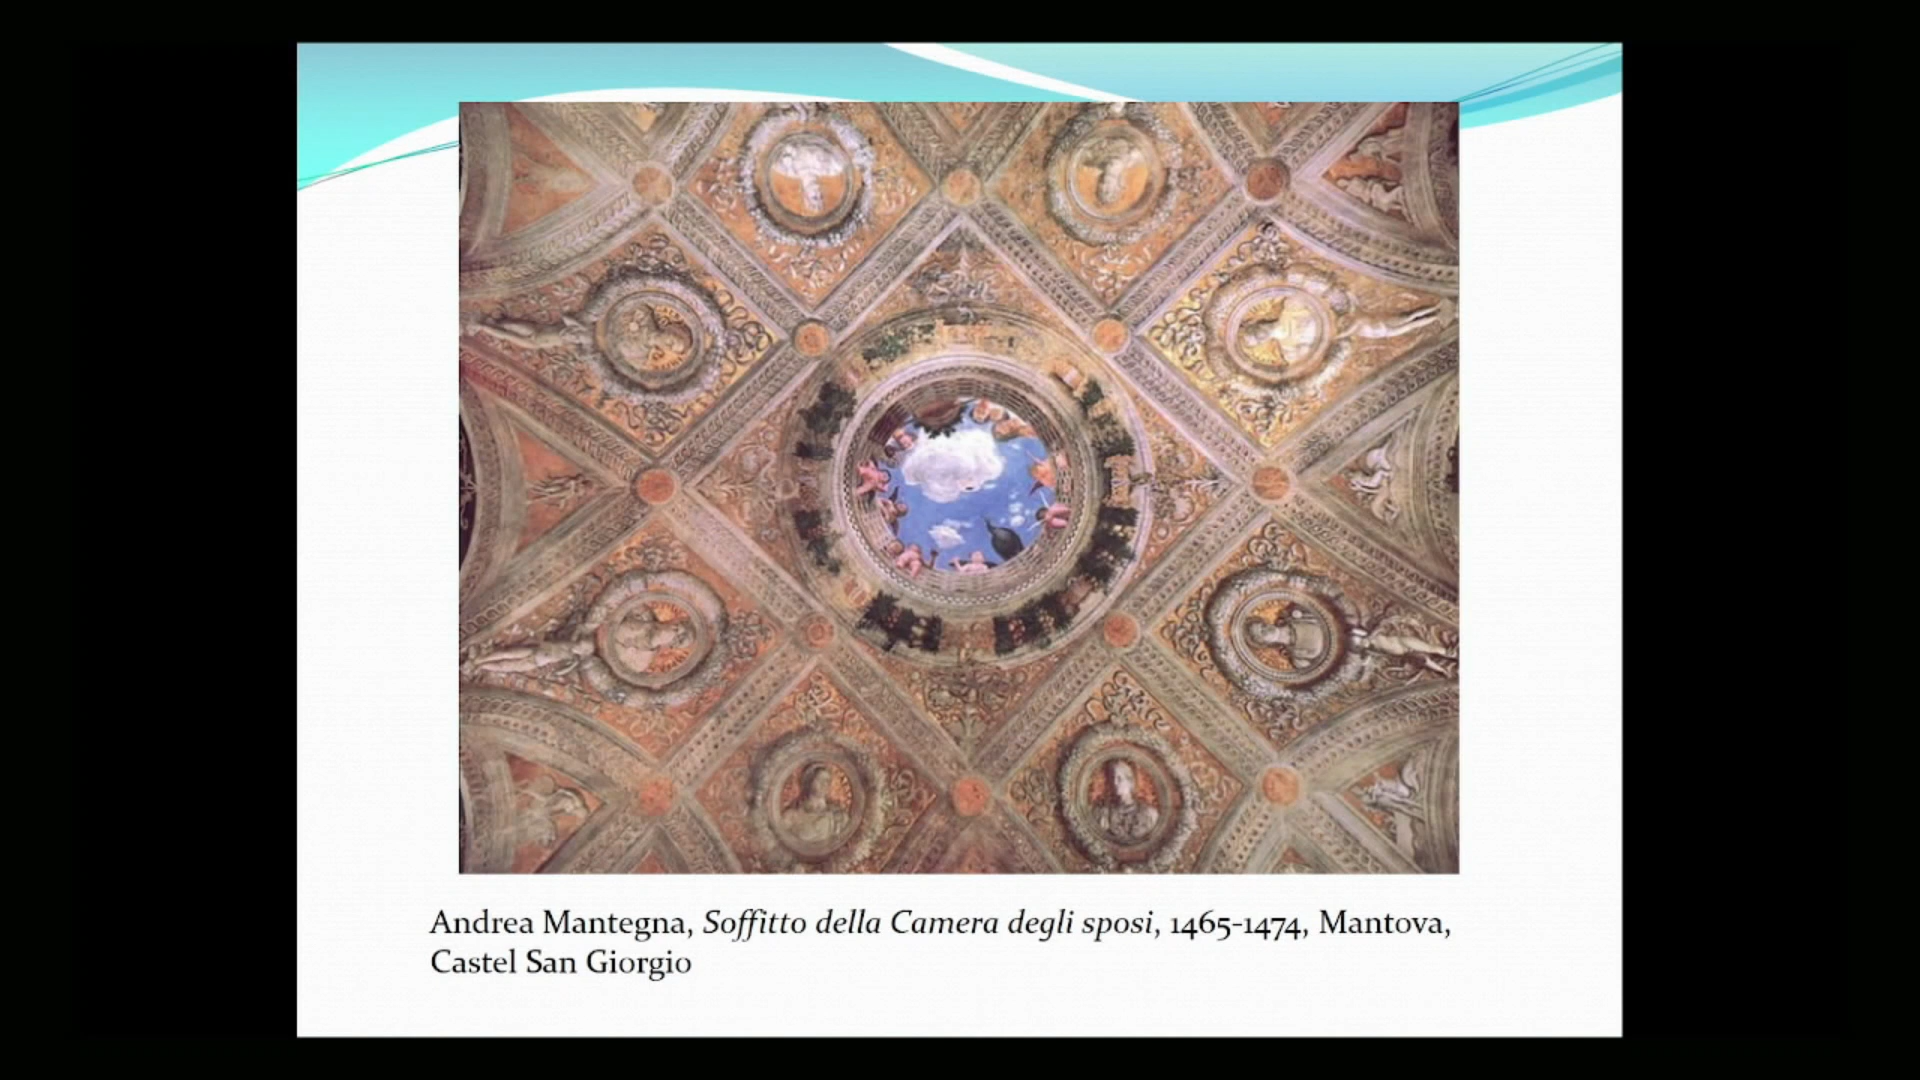 Andrea Mantegna, Soffitto della Camera degli sposi, 1465-1474, Mantova,
Castel San Giorgio